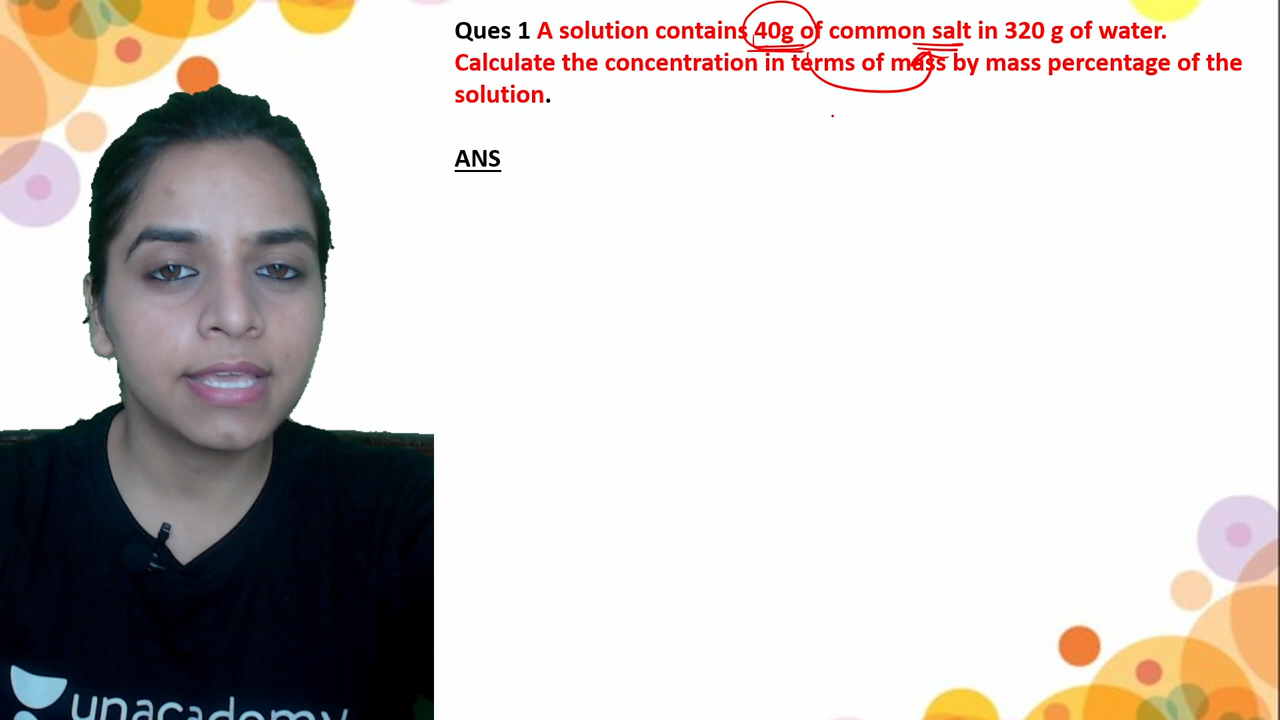 Ques 1 A solution contains 40g of common salt in 320 g of water.
Calculate the concentration in terms of mass by mass percentage of the
solution.
ANS
unacademy